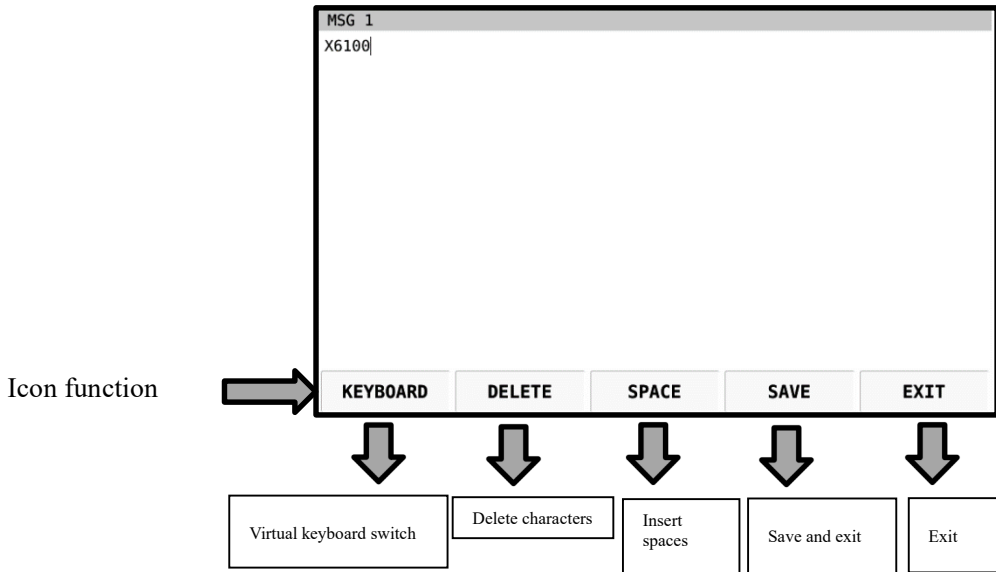 MSG 1
X6100
Icon function
KEYBOARD DELETE SPACE SAVE EXIT
Virtual keyboard switch
Delete characters
Insert
spaces
Save and exit
Exit